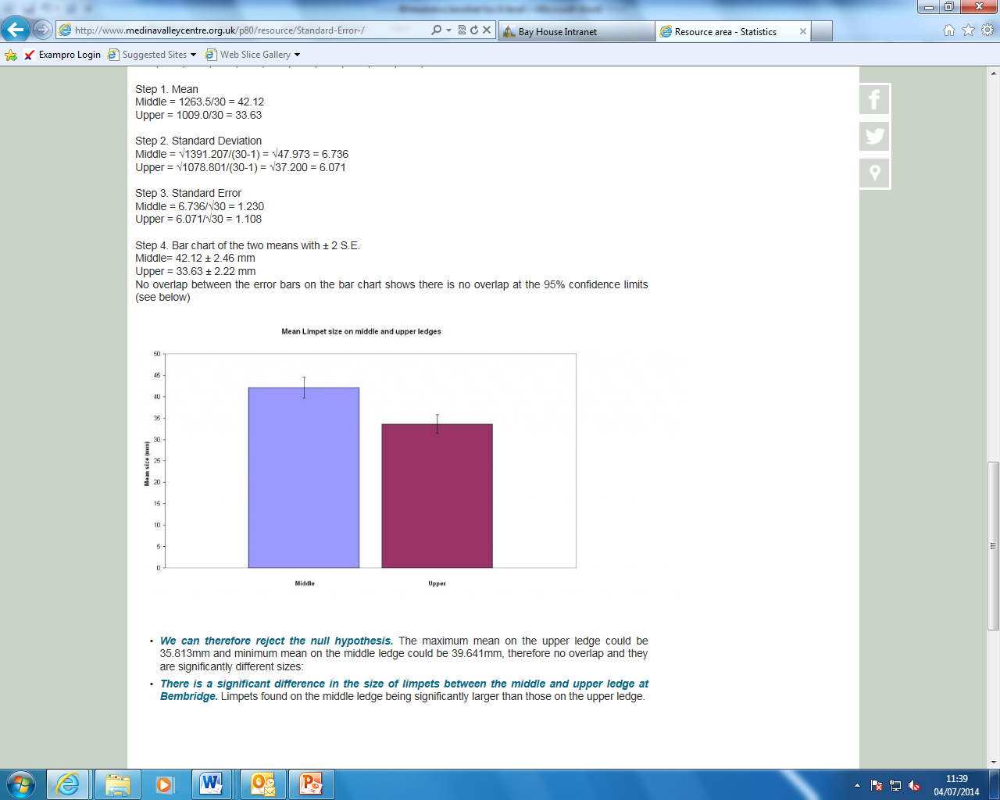 http://www.medinavalleycentre.org.uk/p80/resource/Standard-Error-/
Bay House Intranet
Resource area - Statistics
Exampro Login
Suggested Sites
Web Slice Gallery
Step 1. Mean
Middle = 1263.5/30 = 42.12
Upper = 1009.0/30 = 33.63
Step 2. Standard Deviation
Middle = √1391.207/(30-1) = √47.973 = 6.736
Upper = √1078.801/(30-1) = √37.200 = 6.071
Step 3. Standard Error
Middle = 6.736/√30 = 1.230
Upper = 6.071/√30 = 1.108
Step 4. Bar chart of the two means with ± 2 S.E.
Middle= 42.12 ± 2.46 mm
Upper = 33.63 ± 2.22 mm
No overlap between the error bars on the bar chart shows there is no overlap at the 95% confidence limits
(see below)
Mean Limpet size on middle and upper ledges
50
45
40
35
30
25
20
15
10
5
0
Mean size (mm)
Middle
Upper
• We can therefore reject the null hypothesis. The maximum mean on the upper ledge could be
35.813mm and minimum mean on the middle ledge could be 39.641mm, therefore no overlap and they
are significantly different sizes:
• There is a significant difference in the size of limpets between the middle and upper ledge at
Bembridge. Limpets found on the middle ledge being significantly larger than those on the upper ledge.
11:39
04/07/2014